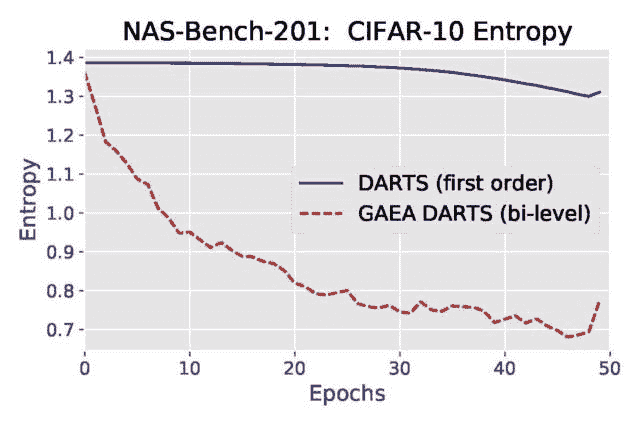 NAS-Bench-201: CIFAR-10 Entropy
1.4
1.3
1.2
1.1
1.0
0.9
0.8
0.7
Entropy
DARTS (first order)
GAEA DARTS (bi-level)
0
10
20
30
40
50
Epochs